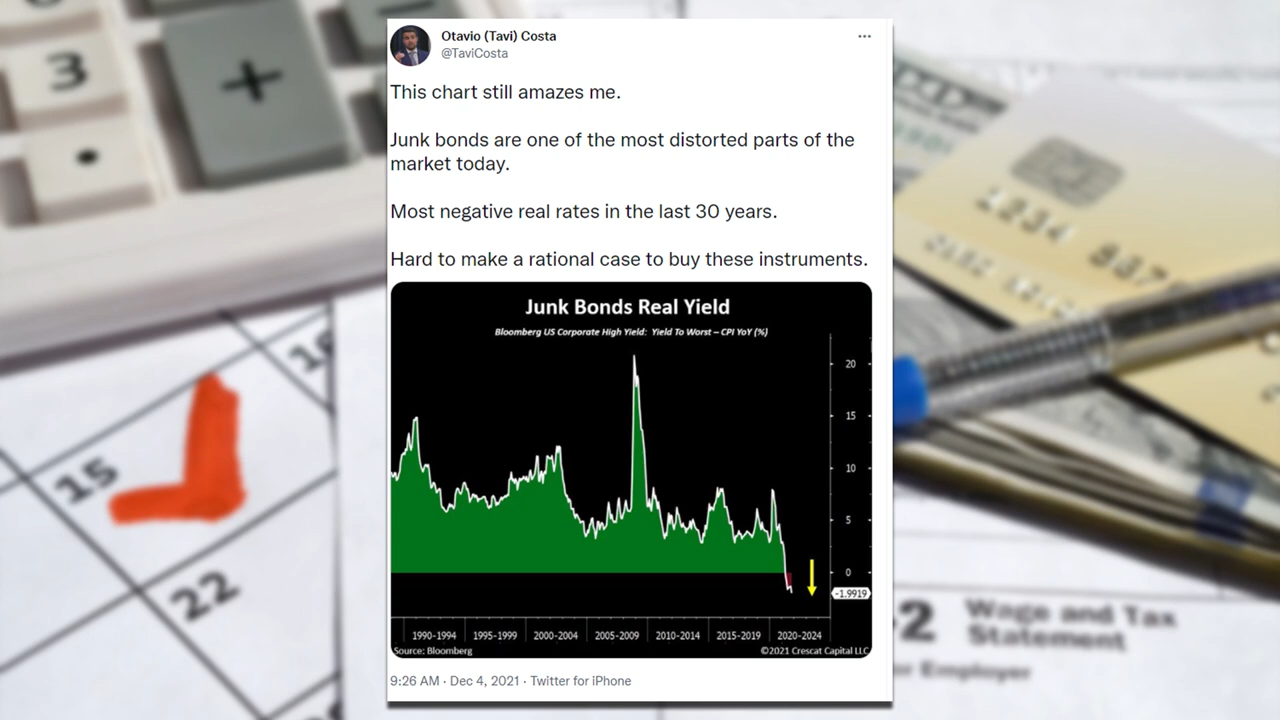 Otavio (Tavi) Costa
@TaviCosta
This chart still amazes me.
Junk bonds are one of the most distorted parts of the
market today.
Most negative real rates in the last 30 years.
Hard to make a rational case to buy these instruments.
Junk Bonds Real Yield
Bloomberg US Corporate High Yield: Yield To Worst – CPI YoY (%)
20
15
10
5
0
-1.9919
1990-1994 1995-1999 2000-2004 2005-2009 2010-2014 2015-2019 2020-2024
Source: Bloomberg
©2021 Crescat Capital LLC
9:26 AM · Dec 4, 2021 · Twitter for iPhone
3
+
15
22
1234
2 Wage and Tax
Statement
Employer